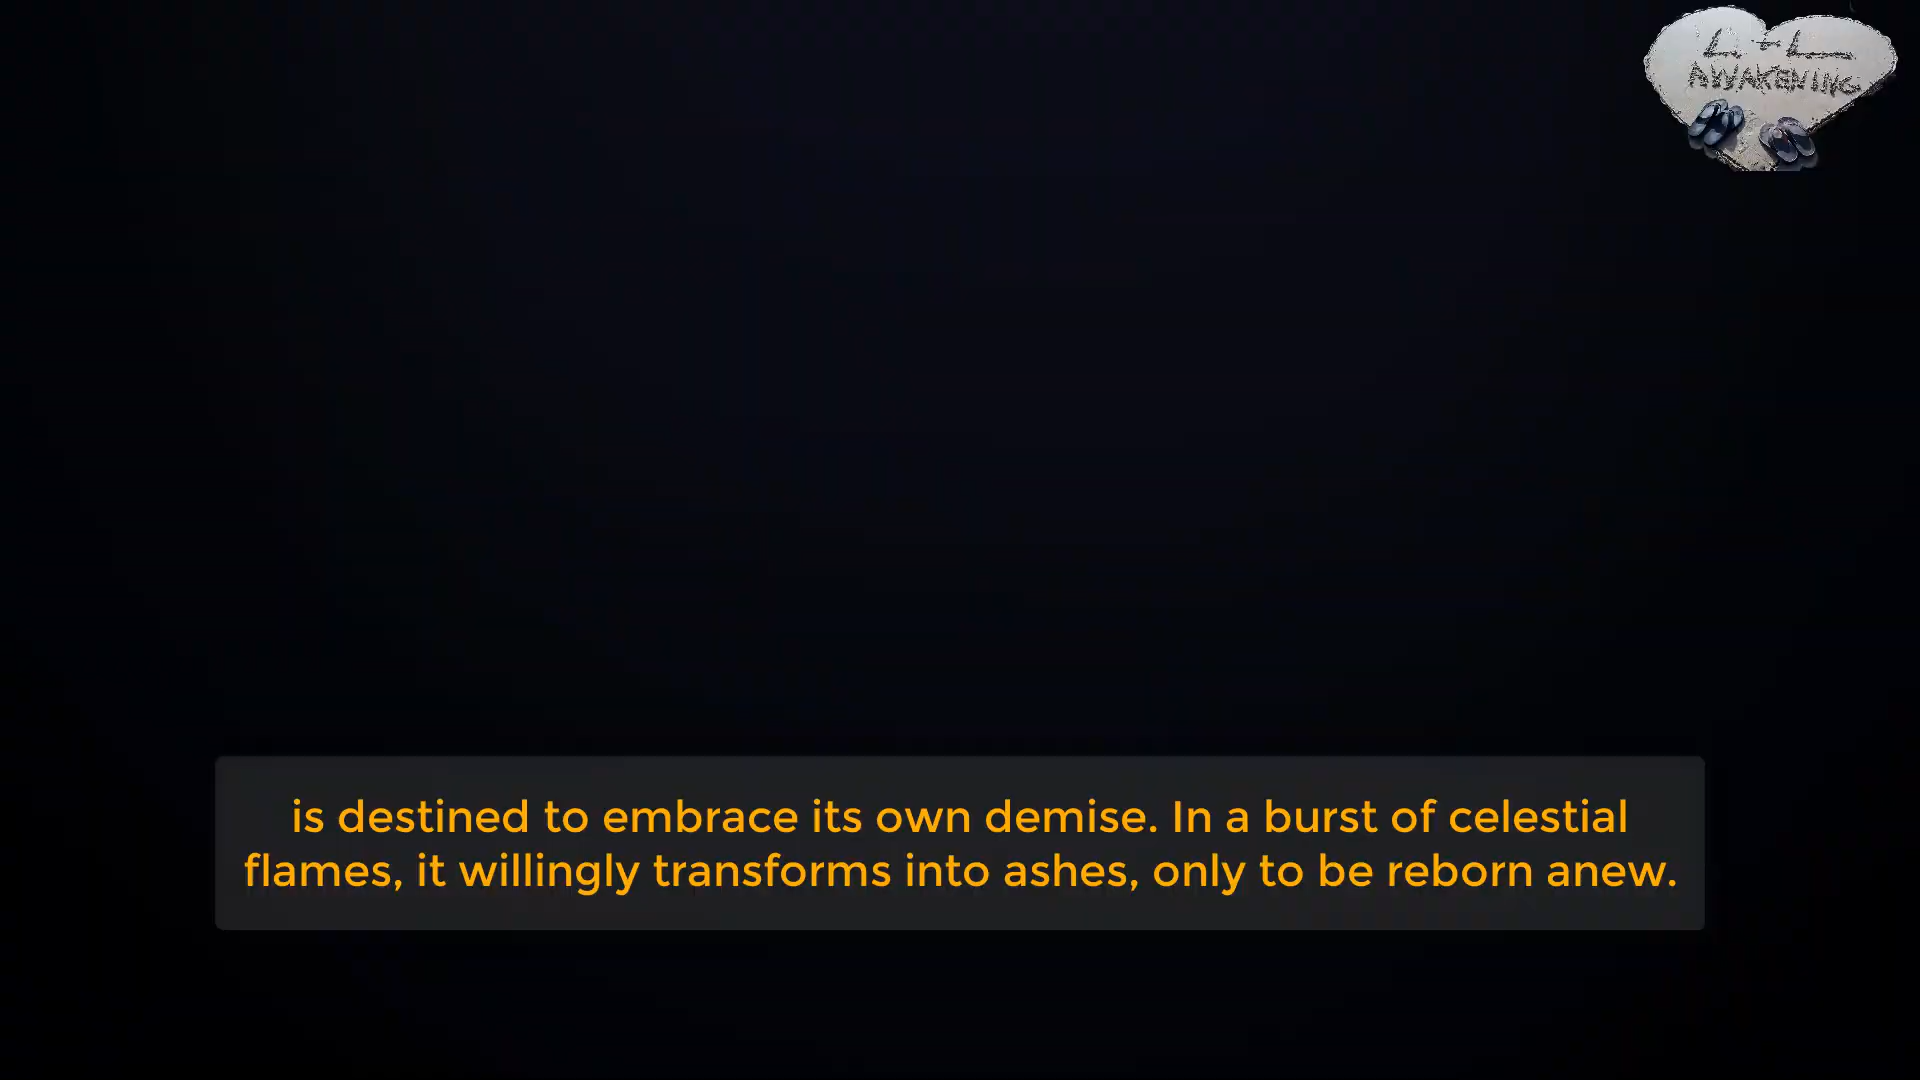 AWAKENING
is destined to embrace its own demise. In a burst of celestial
flames, it willingly transforms into ashes, only to be reborn anew.